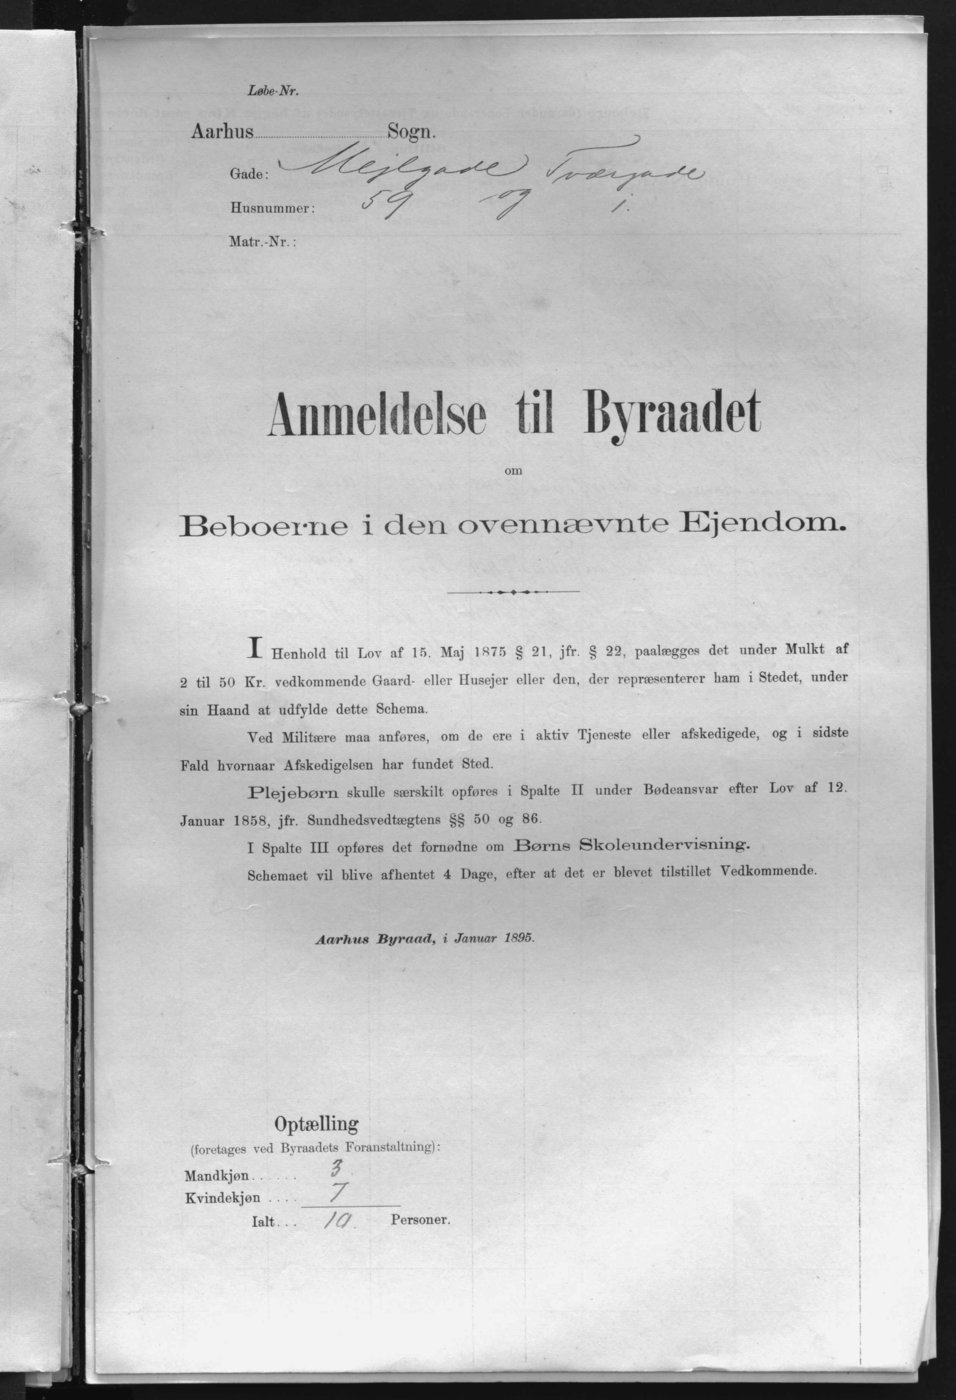 Løbe-Nr.
Aarhus Sogn.
Gade: Mejlgade Tværgade
Husnummer: 59 og 1.
Matr.-Nr.:
Anmeldelse til Byraadet
om
Beboerne i den ovennævnte Ejendom.
I Henhold til Lov af 15. Maj 1875 § 21, jfr. § 22, paalægges det under Mulkt af
2 til 50 Kr. vedkommende Gaard- eller Husejer eller den, der repræsenterer ham i Stedet, under
sin Haand at udfylde dette Schema.
Ved Militære maa anføres, om de ere i aktiv Tjeneste eller afskedigede, og i sidste
Fald hvornaar Afskedigelsen har fundet Sted.
Plejebørn skulle særskilt opføres i Spalte II under Bødeansvar efter Lov af 12.
Januar 1858, jfr. Sundhedsvedtægtens §§ 50 og 86.
I Spalte III opføres det fornødne om Børns Skoleundervisning.
Schemaet vil blive afhentet 4 Dage, efter at det er blevet tilstillet Vedkommende.
Aarhus Byraad, i Januar 1895.
Optælling
(foretages ved Byraadets Foranstaltning):
Mandkjøn...... 3
Kvindekjøn.... 7
Ialt... 10. Personer.